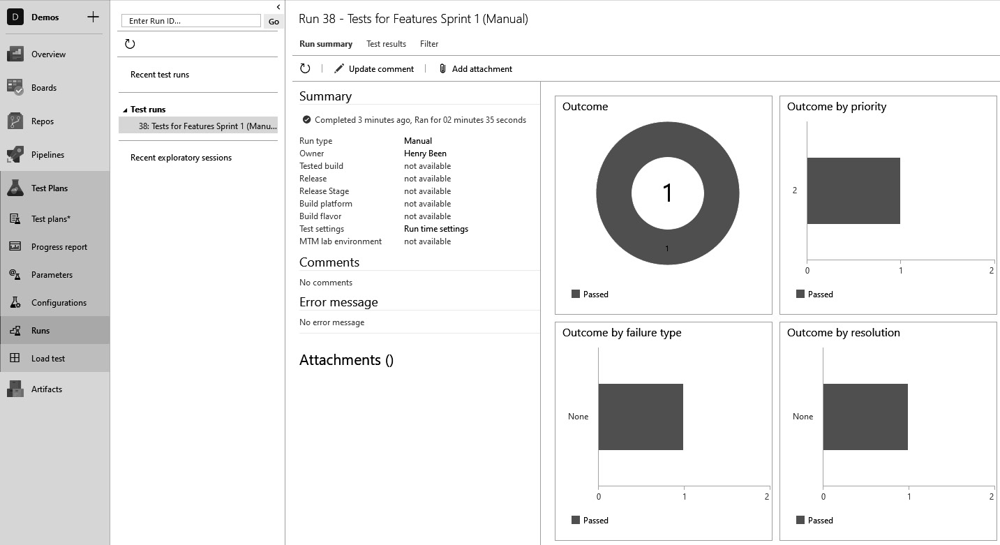 D Demos
Overview
Boards
Repos
Pipelines
Test Plans
Test plans*
Progress report
Parameters
Configurations
Runs
Load test
Artifacts
Enter Run ID...
Go
Recent test runs
Test runs
38: Tests for Features Sprint 1 (Manu...
Recent exploratory sessions
Run 38 - Tests for Features Sprint 1 (Manual)
Run summary Test results Filter
Update comment Add attachment
Summary
Completed 3 minutes ago, Ran for 02 minutes 35 seconds
Run type Manual
Owner Henry Been
Tested build not available
Release not available
Release Stage not available
Build platform not available
Build flavor not available
Test settings Run time settings
MTM lab environment not available
Comments
No comments
Error message
No error message
Attachments ()
Outcome
1
1
Passed
Outcome by priority
2
0 1 2
Passed
Outcome by failure type
None
0 1 2
Passed
Outcome by resolution
None
0 1 2
Passed